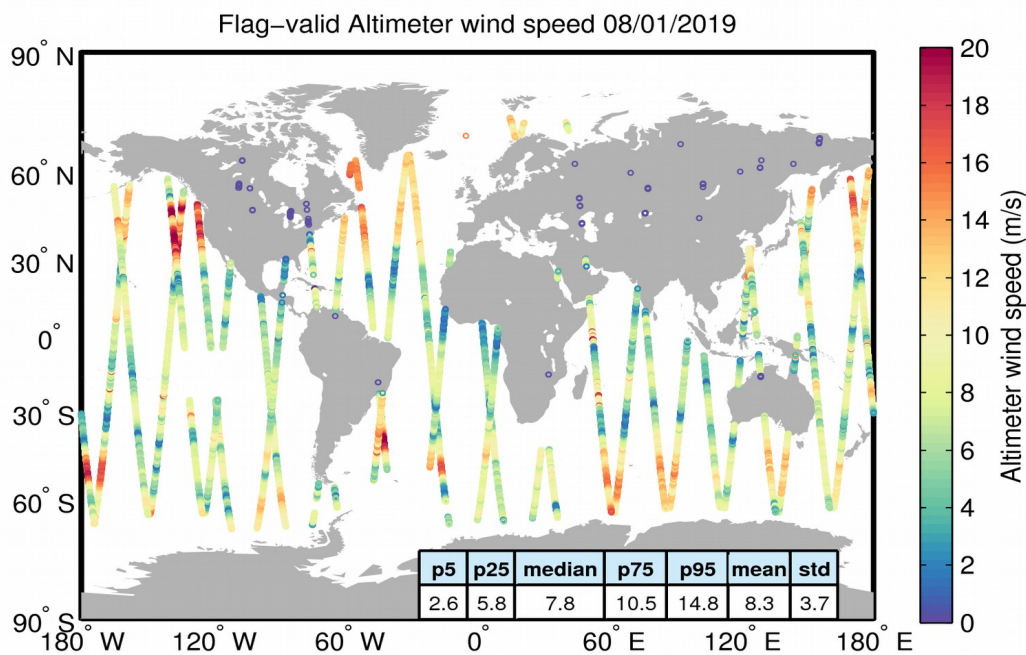 Flag−valid Altimeter wind speed 08/01/2019
90° N
60° N
30° N
0°
30° S
60° S
90° S
180° W
120° W
60° W
0°
60° E
120° E
180° E
p5 p25 median p75 p95 mean std
2.6 5.8 7.8 10.5 14.8 8.3 3.7
20
18
16
14
12
10
8
6
4
2
0
Altimeter wind speed (m/s)